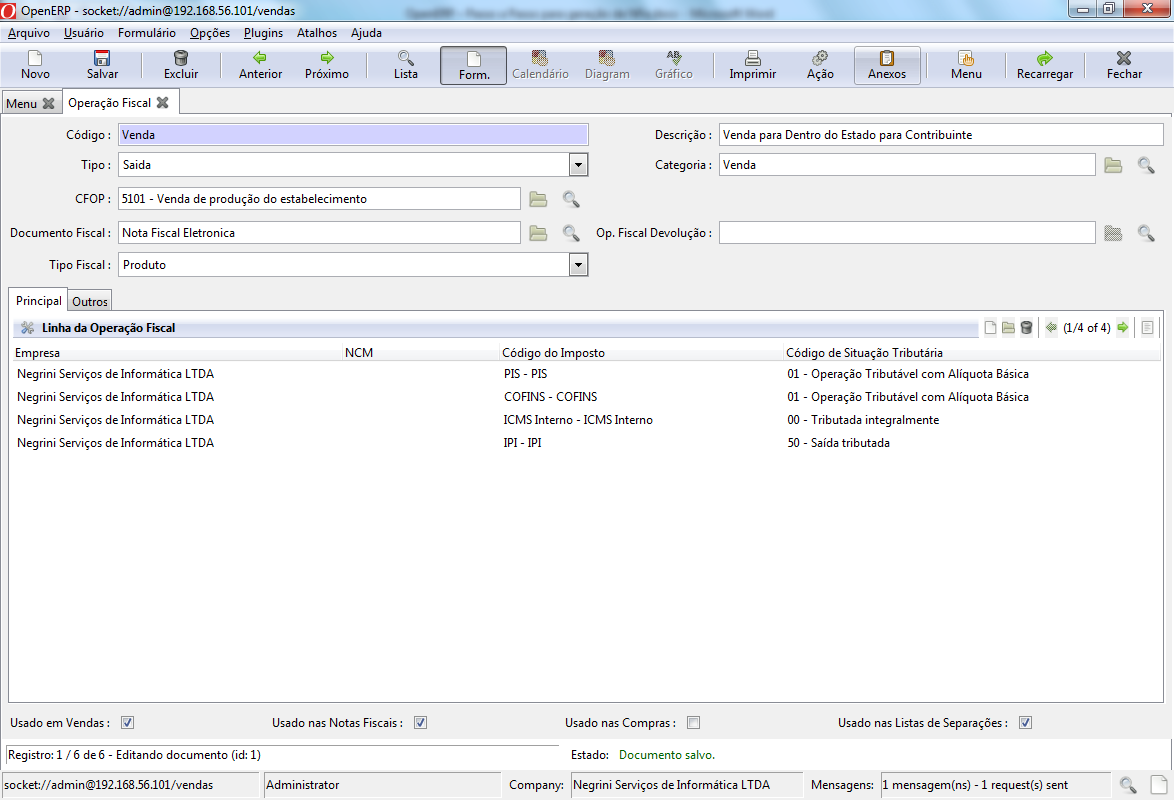 OpenERP - socket://admin@192.168.56.101/vendas
Arquivo Usuário Formulário Opções Plugins Atalhos Ajuda
Novo Salvar Excluir Anterior Próximo Lista Form. Calendário Diagram Gráfico Imprimir Ação Anexos Menu Recarregar Fechar
Menu Operação Fiscal
Código : Venda Descrição : Venda para Dentro do Estado para Contribuinte
Tipo : Saida Categoria : Venda
CFOP : 5101 - Venda de produção do estabelecimento
Documento Fiscal : Nota Fiscal Eletronica Op. Fiscal Devolução :
Tipo Fiscal : Produto
Principal Outros
Linha da Operação Fiscal (1/4 of 4)
Empresa NCM Código do Imposto Código de Situação Tributária
Negrini Serviços de Informática LTDA PIS - PIS 01 - Operação Tributável com Alíquota Básica
Negrini Serviços de Informática LTDA COFINS - COFINS 01 - Operação Tributável com Alíquota Básica
Negrini Serviços de Informática LTDA ICMS Interno - ICMS Interno 00 - Tributada integralmente
Negrini Serviços de Informática LTDA IPI - IPI 50 - Saída tributada
Usado em Vendas : Usado nas Notas Fiscais : Usado nas Compras : Usado nas Listas de Separações :
Registro: 1 / 6 de 6 - Editando documento (id: 1) Estado: Documento salvo.
socket://admin@192.168.56.101/vendas Administrator Company: Negrini Serviços de Informática LTDA Mensagens: 1 mensagem(ns) - 1 request(s) sent